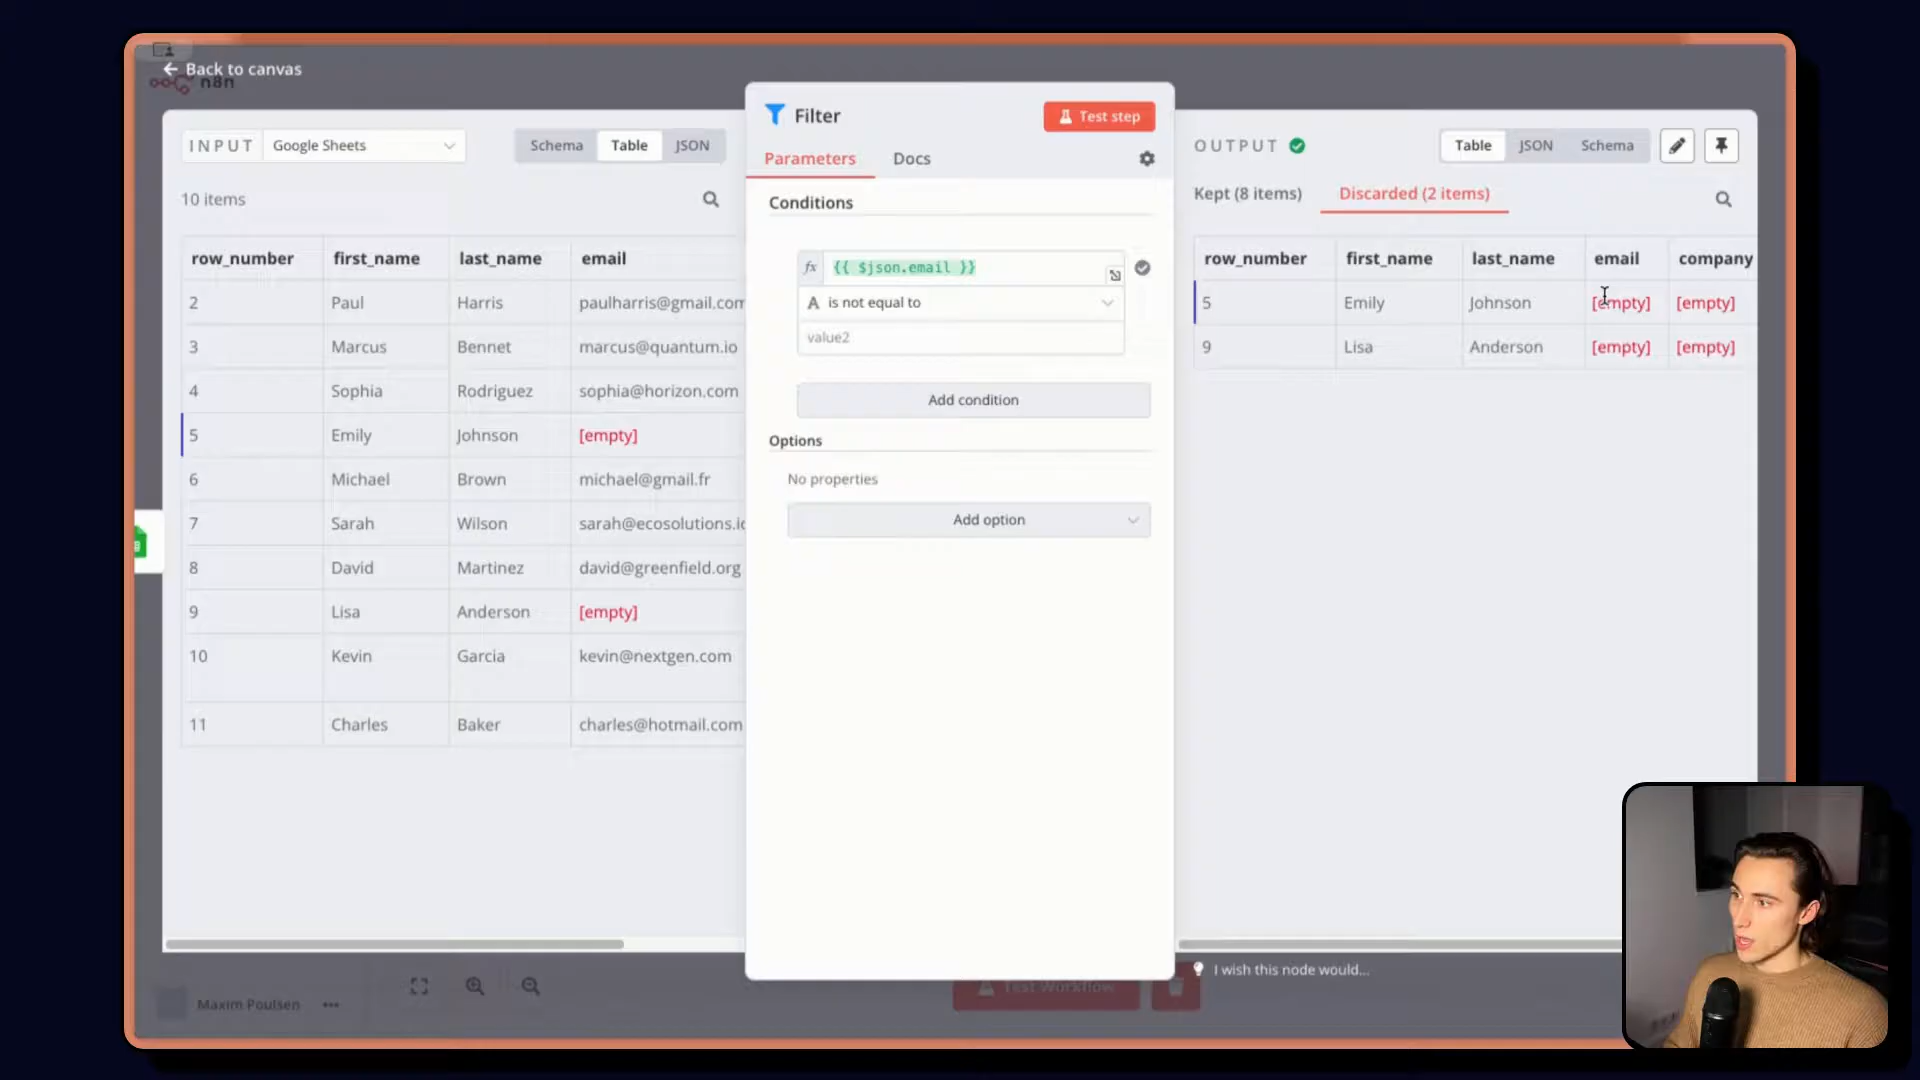 Back to canvas
n8n
INPUT Google Sheets
Schema Table JSON
10 items
row_number first_name last_name email
2 Paul Harris paulharris@gmail.com
3 Marcus Bennet marcus@quantum.io
4 Sophia Rodriguez sophia@horizon.com
5 Emily Johnson [empty]
6 Michael Brown michael@gmail.fr
7 Sarah Wilson sarah@ecosolutions.io
8 David Martinez david@greenfield.org
9 Lisa Anderson [empty]
10 Kevin Garcia kevin@nextgen.com
11 Charles Baker charles@hotmail.com
Filter
Test step
Parameters Docs
Conditions
fx {{ $json.email }}
A is not equal to
value2
Add condition
Options
No properties
Add option
OUTPUT
Table JSON Schema
Kept (8 items) Discarded (2 items)
row_number first_name last_name email company
5 Emily Johnson [empty] [empty]
9 Lisa Anderson [empty] [empty]
I wish this node would...
Maxim Poulsen
Test Workflow